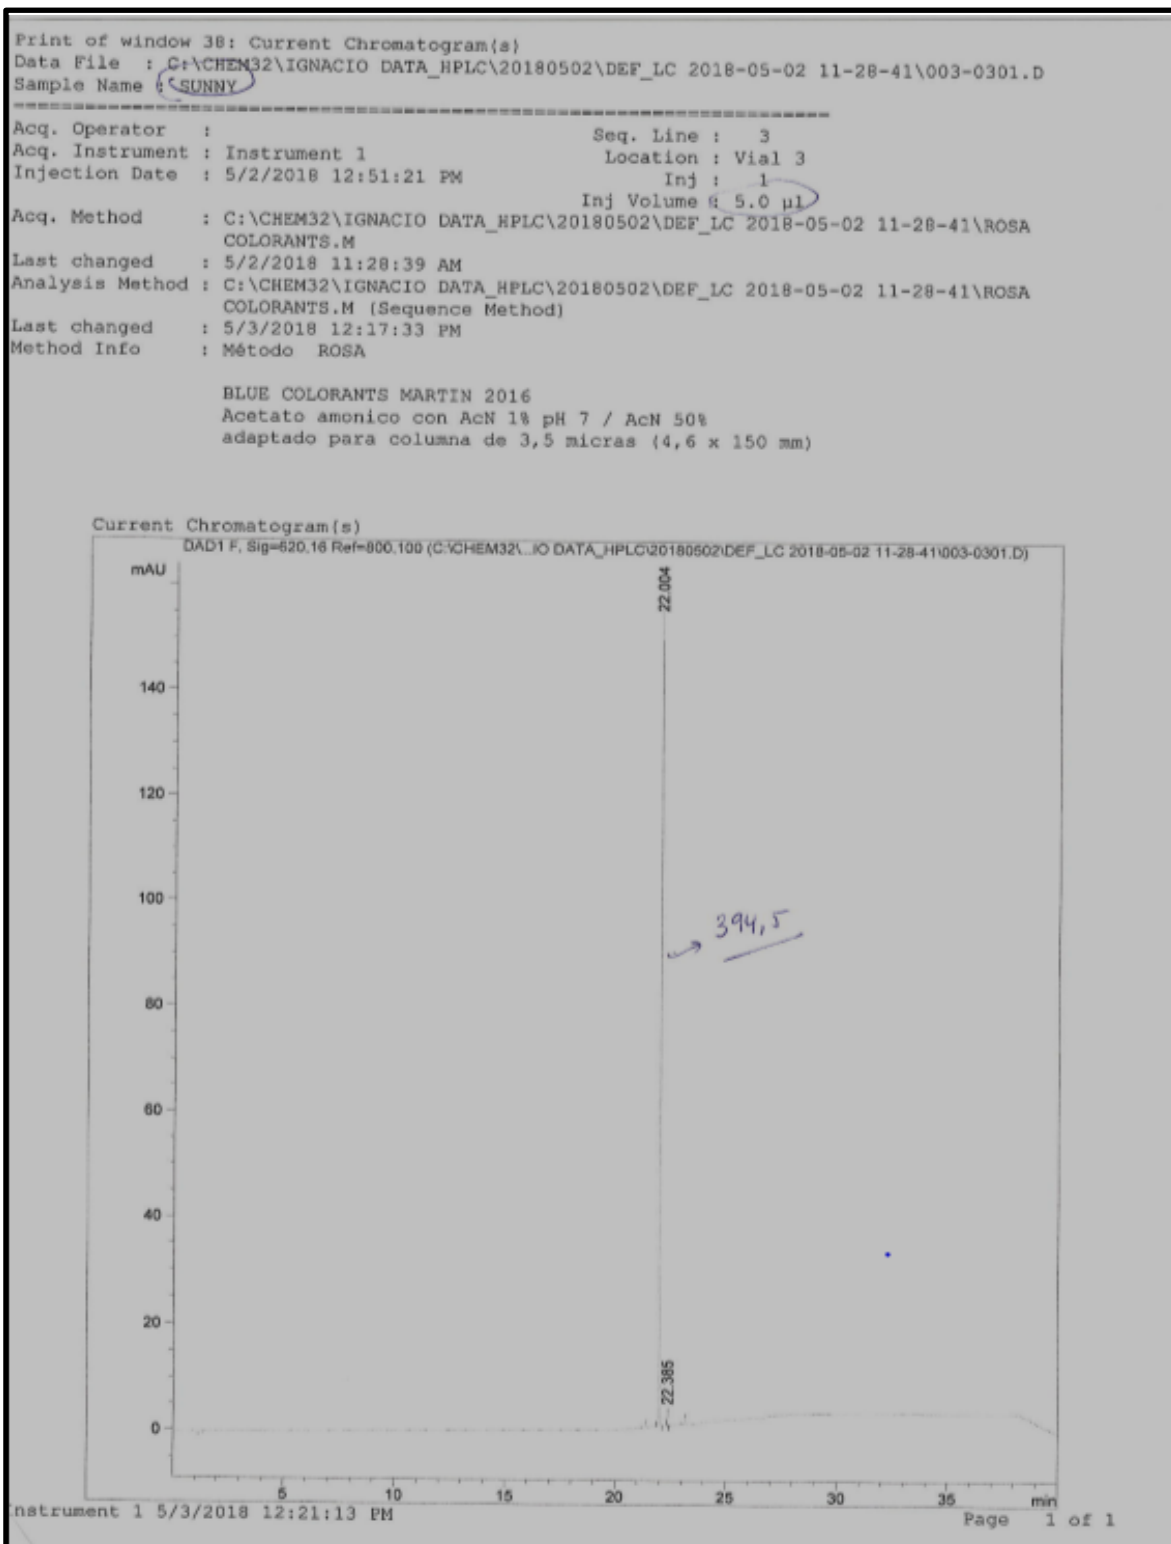 Print of window 38: Current Chromatogram(s)
Data File : C:\CHEM32\IGNACIO DATA_HPLC\20180502\DEF_LC 2018-05-02 11-28-41\003-0301.D
Sample Name : SUNNY
Acq. Operator :
Seq. Line : 3
Acq. Instrument : Instrument 1
Location : Vial 3
Injection Date : 5/2/2018 12:51:21 PM
Inj : 1
Inj Volume : 5.0 µl
Acq. Method : C:\CHEM32\IGNACIO DATA_HPLC\20180502\DEF_LC 2018-05-02 11-28-41\ROSA
COLORANTS.M
Last changed : 5/2/2018 11:28:39 AM
Analysis Method : C:\CHEM32\IGNACIO DATA_HPLC\20180502\DEF_LC 2018-05-02 11-28-41\ROSA
COLORANTS.M (Sequence Method)
Last changed : 5/3/2018 12:17:33 PM
Method Info : Método ROSA
BLUE COLORANTS MARTIN 2016
Acetato amonico con AcN 1% pH 7 / AcN 50%
adaptado para columna de 3,5 micras (4,6 x 150 mm)
Current Chromatogram(s)
DAD1 F, Sig=620,16 Ref=800,100 (C:\CHEM32\...IO DATA_HPLC\20180502\DEF_LC 2018-05-02 11-28-41\003-0301.D)
mAU
22.004
140
120
100
394,5
80
60
40
20
22.385
0
5 10 15 20 25 30 35 min
nstrument 1 5/3/2018 12:21:13 PM
Page 1 of 1